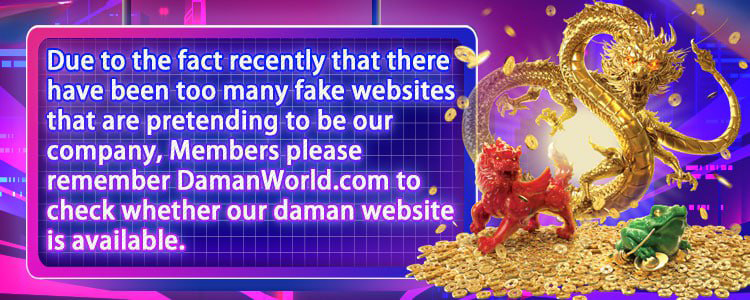 Due to the fact recently that there
have been too many fake websites
that are pretending to be our
company, Members please
remember DamanWorld.com to
check whether our daman website
is available.